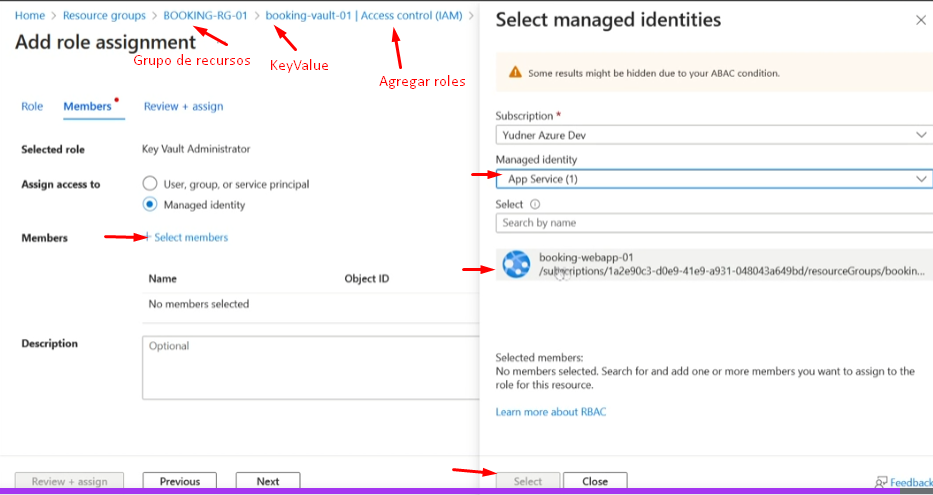 Home > Resource groups > BOOKING-RG-01 > booking-vault-01 | Access control (IAM) >
Add role assignment
Grupo de recursos
KeyValue
Agregar roles
Role
Members
Review + assign
Selected role
Key Vault Administrator
Assign access to
User, group, or service principal
Managed identity
Members
+ Select members
Name
Object ID
No members selected
Description
Optional
Review + assign
Previous
Next
Select managed identities
Some results might be hidden due to your ABAC condition.
Subscription *
Yudner Azure Dev
Managed identity
App Service (1)
Select
Search by name
booking-webapp-01
/subscriptions/1a2e90c3-d0e9-41e9-a931-048043a649bd/resourceGroups/bookin...
Selected members:
No members selected. Search for and add one or more members you want to assign to the
role for this resource.
Learn more about RBAC
Select
Close
Feedback